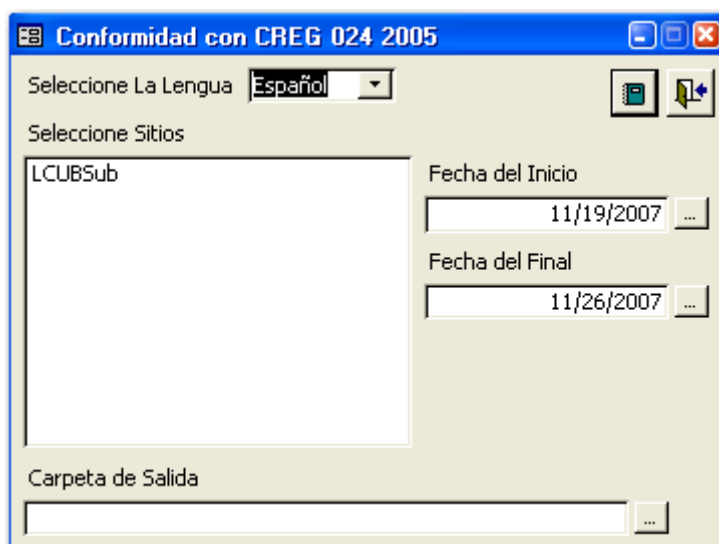 Conformidad con CREG 024 2005
Seleccione La Lengua Español
Seleccione Sitios
LCUBSub
Fecha del Inicio
11/19/2007 ...
Fecha del Final
11/26/2007 ...
Carpeta de Salida
...